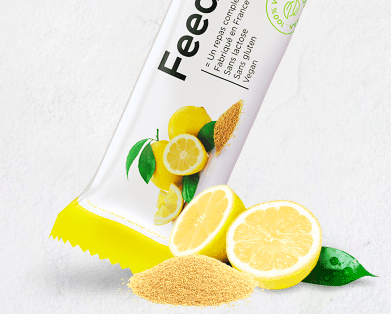 Feed
= Un repas complet
Fabriqué en France
Sans lactose
Sans gluten
Vegan
100%